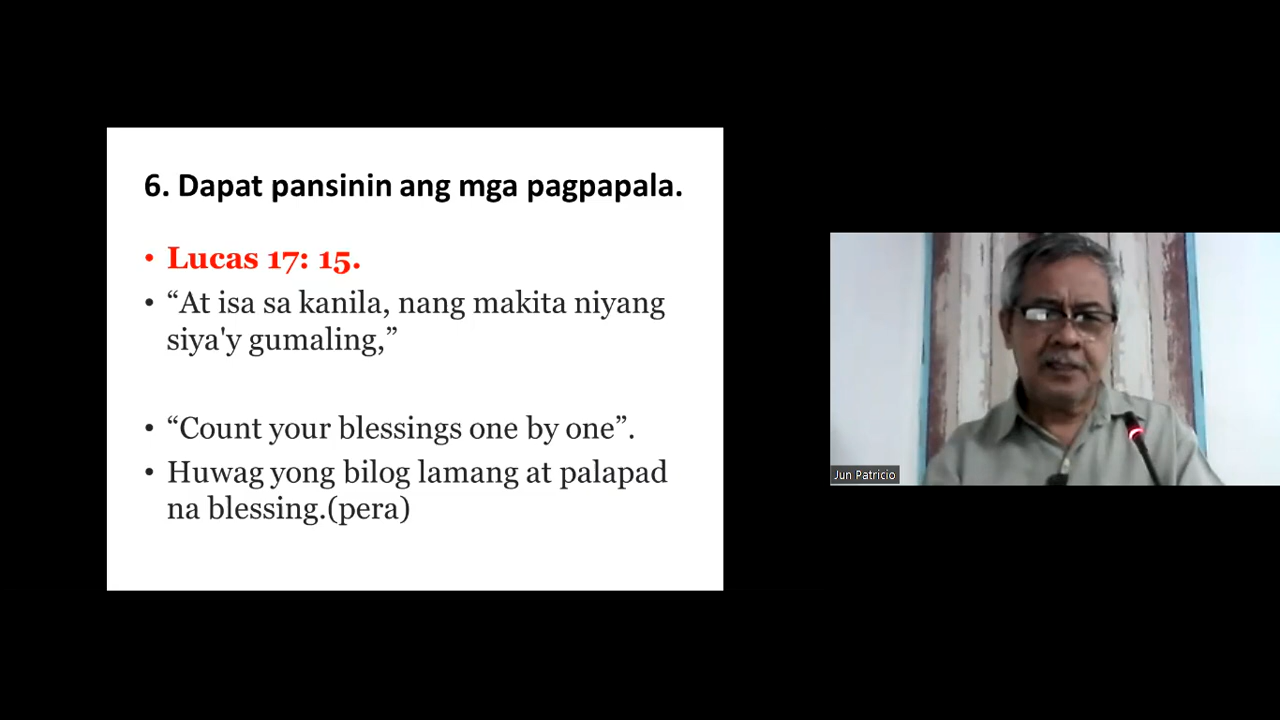 6. Dapat pansinin ang mga pagpapala.
• Lucas 17: 15.
• “At isa sa kanila, nang makita niyang
siya'y gumaling,”
• “Count your blessings one by one”.
• Huwag yong bilog lamang at palapad
na blessing.(pera)
Jun Patricio